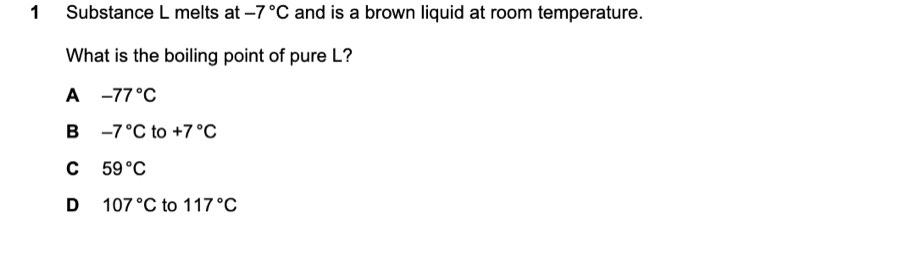 1 Substance L melts at –7 °C and is a brown liquid at room temperature.
What is the boiling point of pure L?
A –77 °C
B –7 °C to +7 °C
C 59 °C
D 107 °C to 117 °C